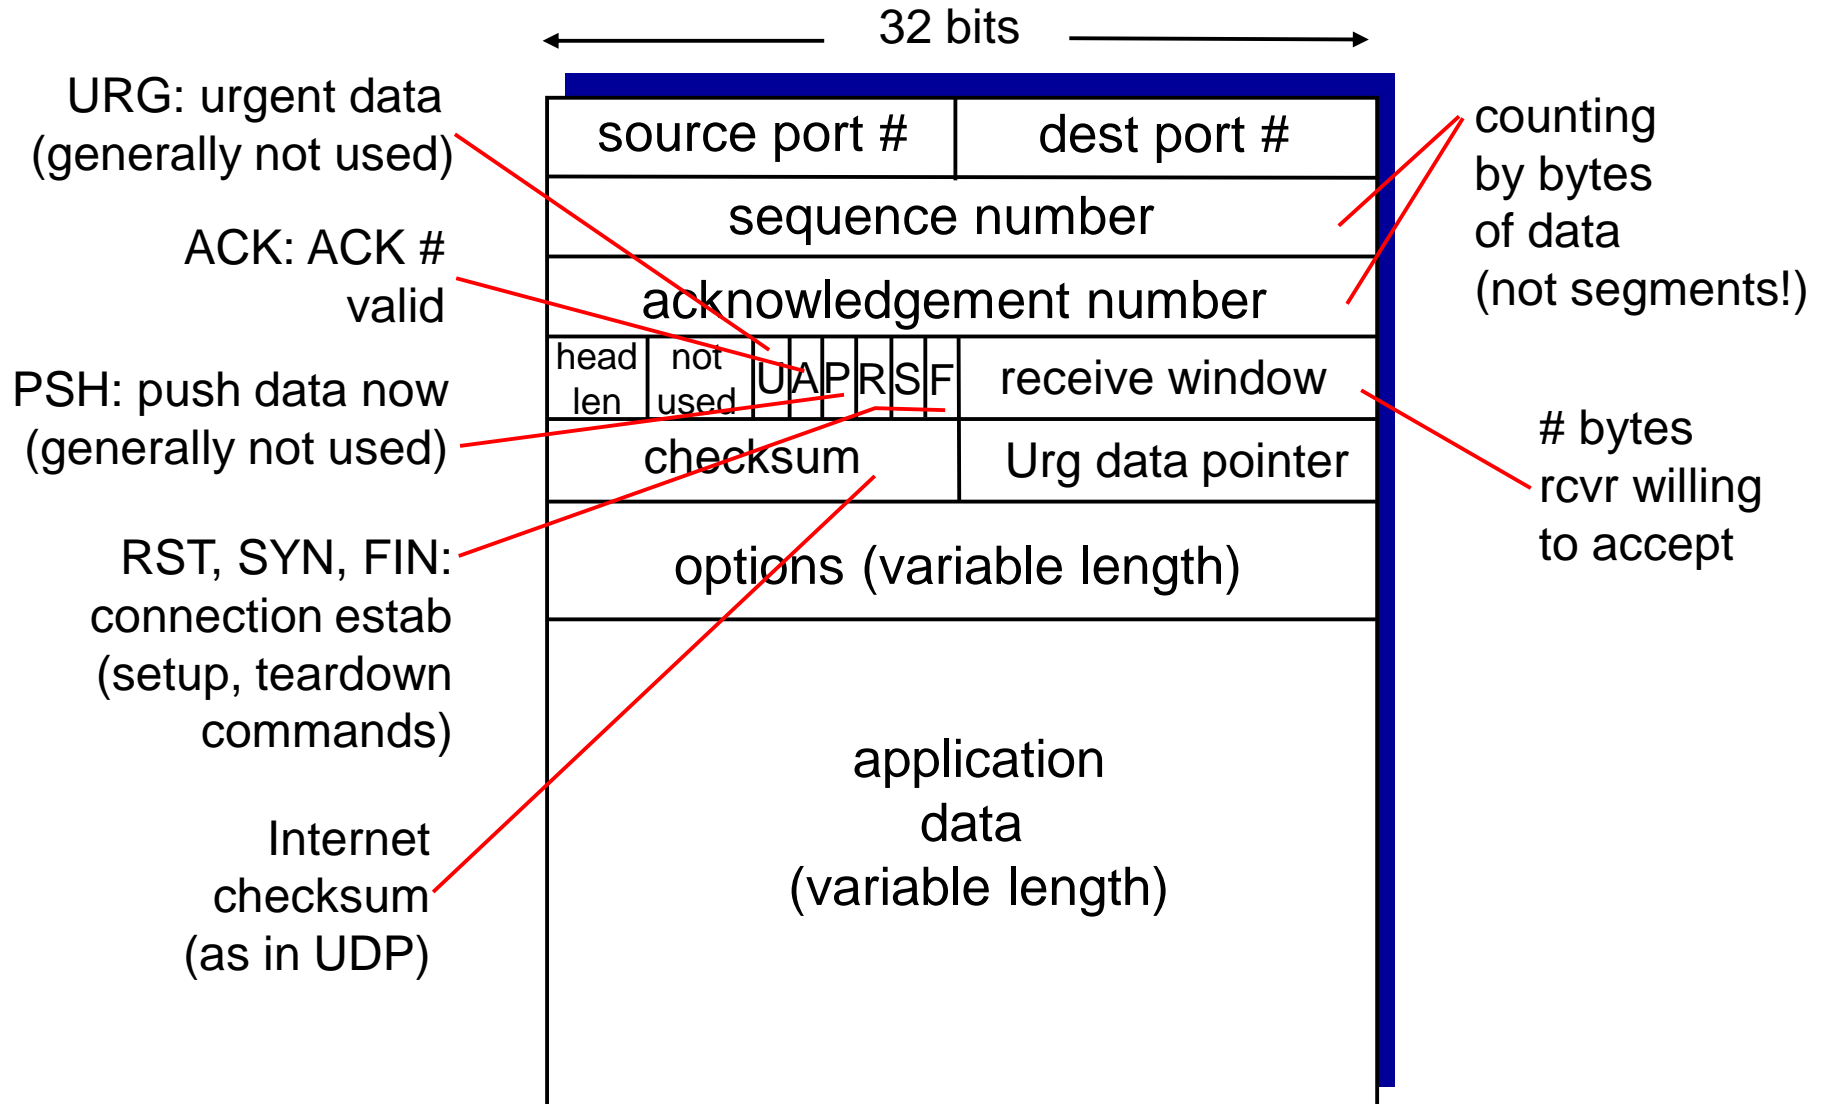 32 bits
URG: urgent data
(generally not used)
ACK: ACK #
valid
PSH: push data now
(generally not used)
RST, SYN, FIN:
connection estab
(setup, teardown
commands)
Internet
checksum
(as in UDP)
source port #
dest port #
sequence number
acknowledgement number
head
len
not
used
U
A
P
R
S
F
receive window
checksum
Urg data pointer
options (variable length)
application
data
(variable length)
counting
by bytes
of data
(not segments!)
# bytes
rcvr willing
to accept